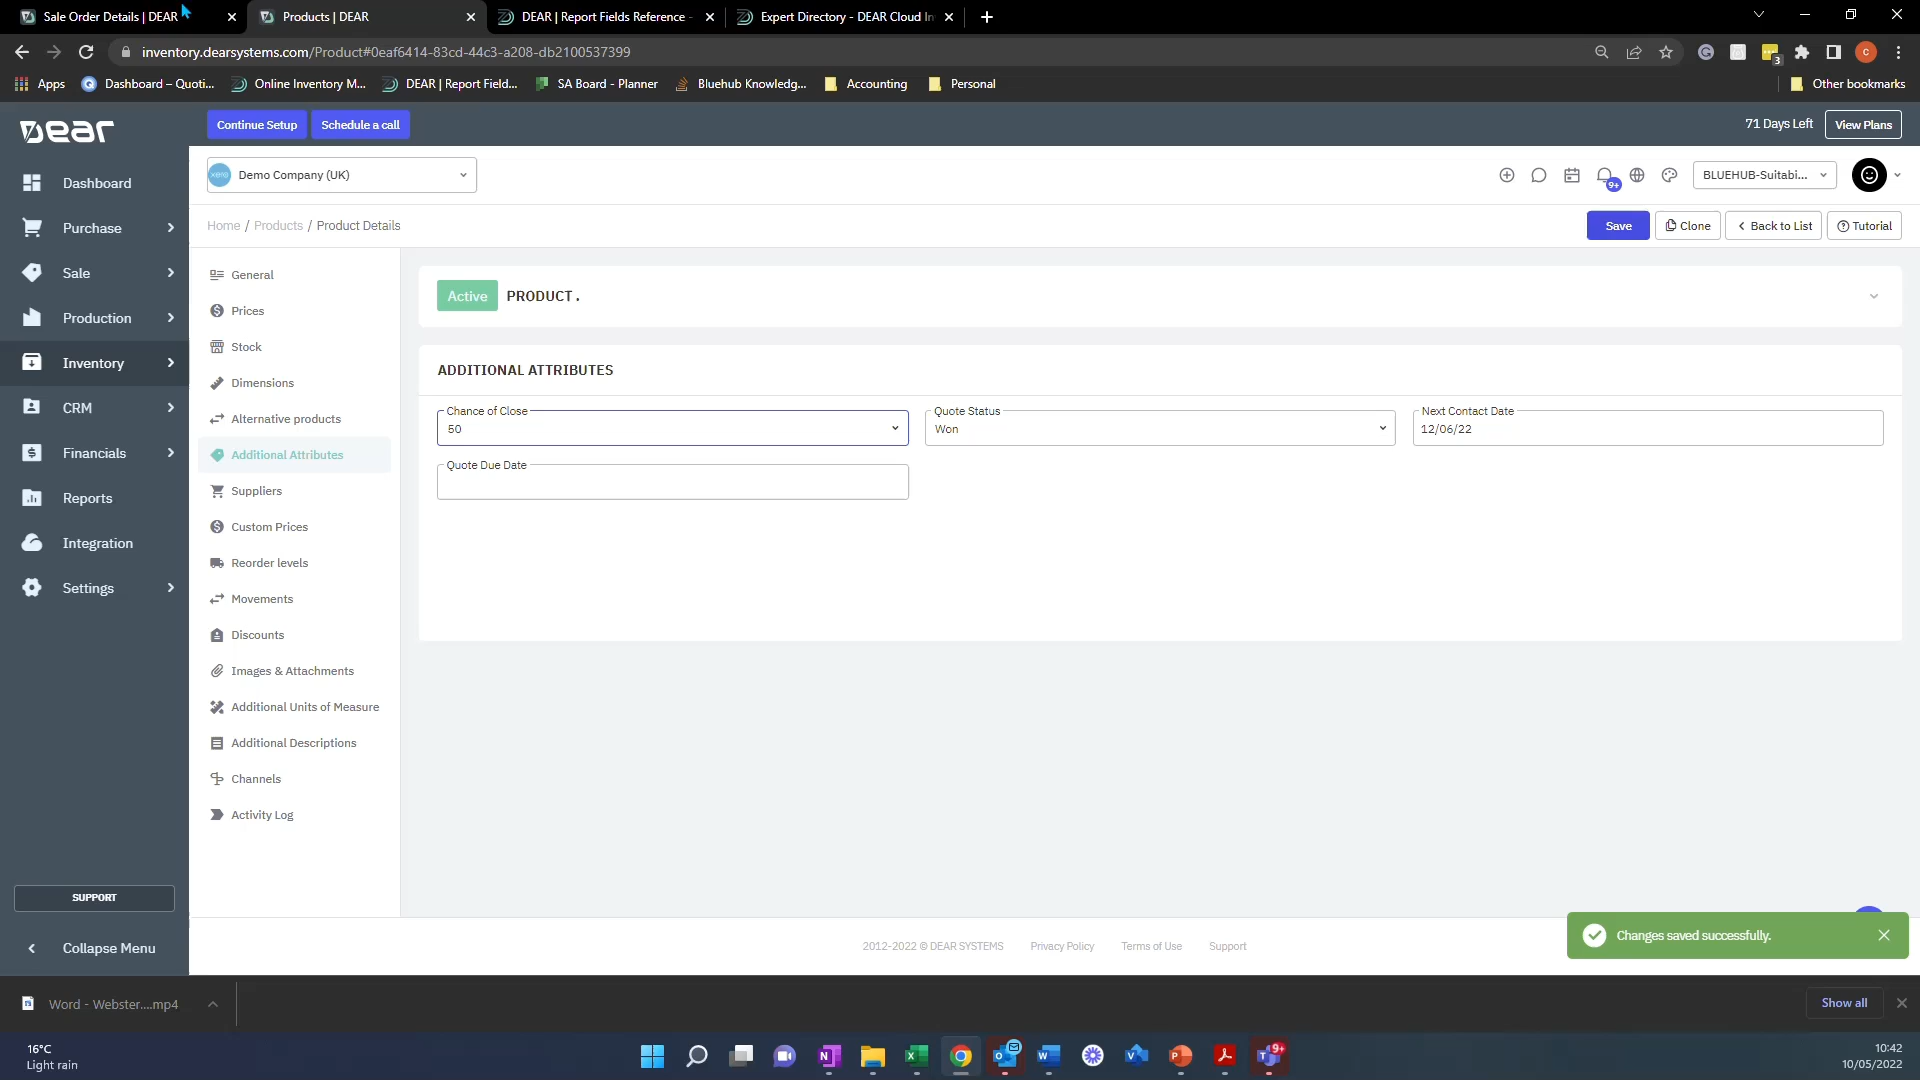 Sale Order Details | DEAR
Products | DEAR
DEAR | Report Fields Reference -
Expert Directory - DEAR Cloud In
inventory.dearsystems.com/Product#0eaf6414-83cd-44c3-a208-db2100537399
3
C
Apps
Dashboard – Quoti...
Online Inventory M...
DEAR | Report Field...
SA Board - Planner
Bluehub Knowledg...
Accounting
Personal
Other bookmarks
Dear
Continue Setup
Schedule a call
71 Days Left
View Plans
xero
Demo Company (UK)
9+
BLUEHUB-Suitabi...
Home / Products / Product Details
Save
Clone
Back to List
Tutorial
Dashboard
Purchase
Sale
Production
Inventory
CRM
Financials
Reports
Integration
Settings
SUPPORT
Collapse Menu
General
Prices
Stock
Dimensions
Alternative products
Additional Attributes
Suppliers
Custom Prices
Reorder levels
Movements
Discounts
Images & Attachments
Additional Units of Measure
Additional Descriptions
Channels
Activity Log
Active
PRODUCT.
ADDITIONAL ATTRIBUTES
Chance of Close
50
Quote Status
Won
Next Contact Date
12/06/22
Quote Due Date
2012-2022 © DEAR SYSTEMS
Privacy Policy
Terms of Use
Support
Changes saved successfully.
Word - Webster....mp4
Show all
16°C
Light rain
9+
10:42
10/05/2022